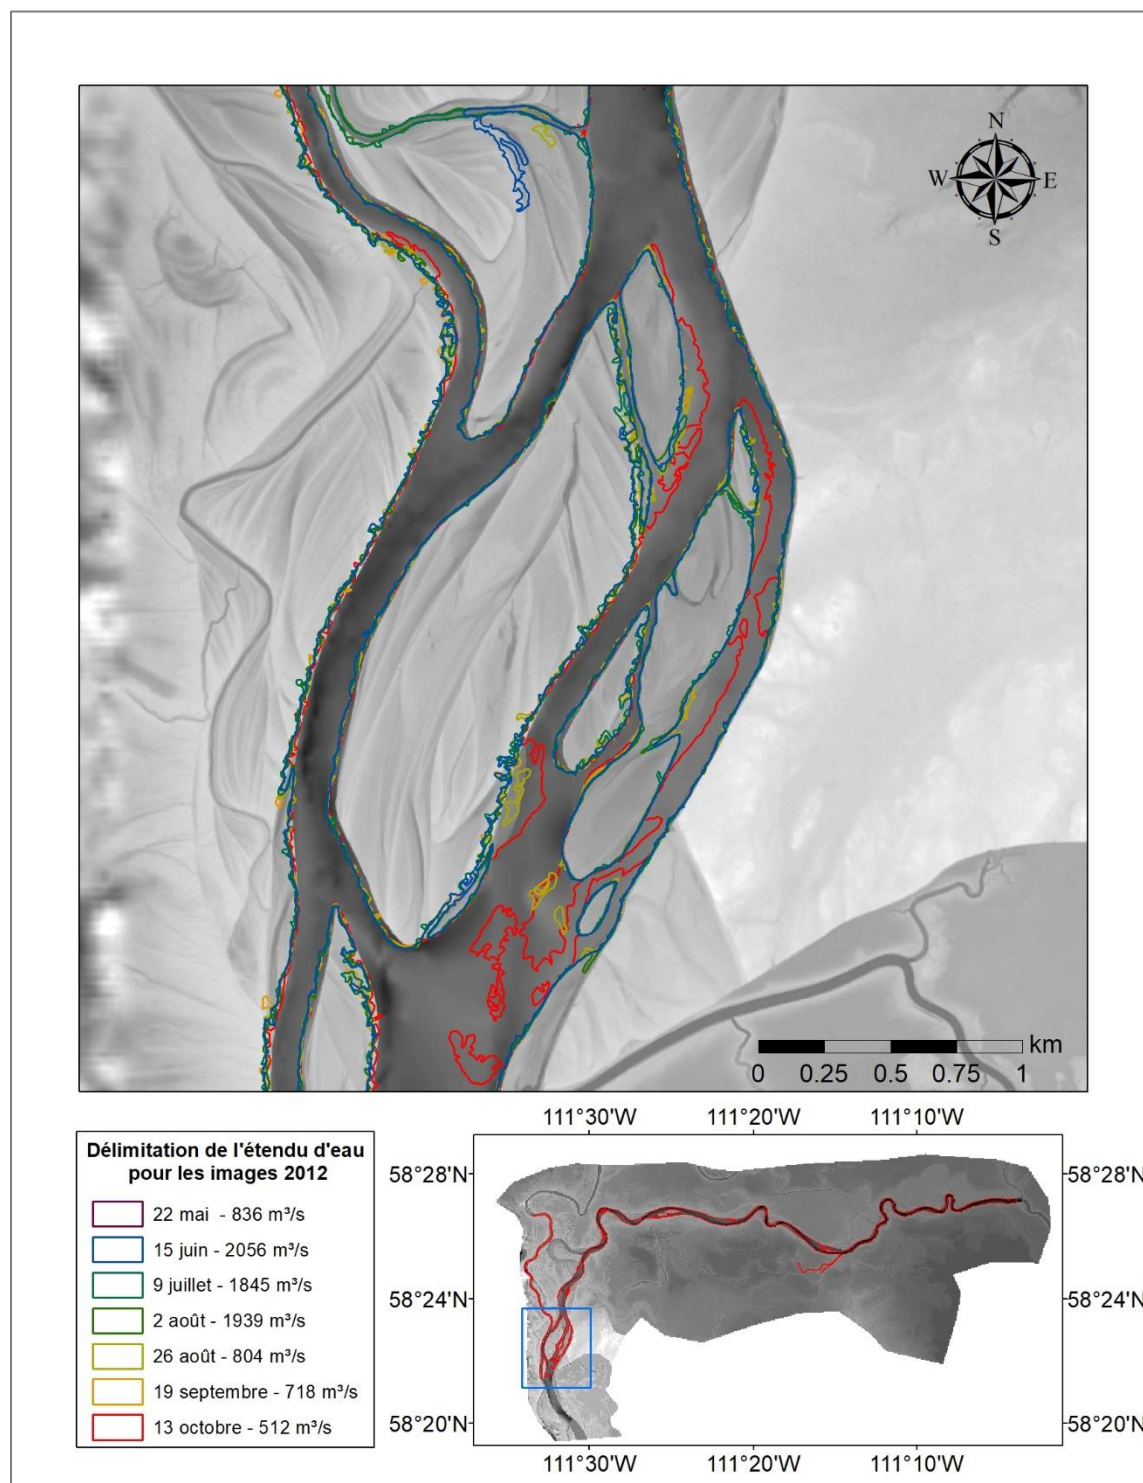 N
W E
S
km
0 0.25 0.5 0.75 1
111°30'W 111°20'W 111°10'W
Délimitation de l'étendu d'eau
pour les images 2012
22 mai - 836 m³/s
15 juin - 2056 m³/s
9 juillet - 1845 m³/s
2 août - 1939 m³/s
26 août - 804 m³/s
19 septembre - 718 m³/s
13 octobre - 512 m³/s
58°28'N 58°28'N
58°24'N 58°24'N
58°20'N 58°20'N
111°30'W 111°20'W 111°10'W